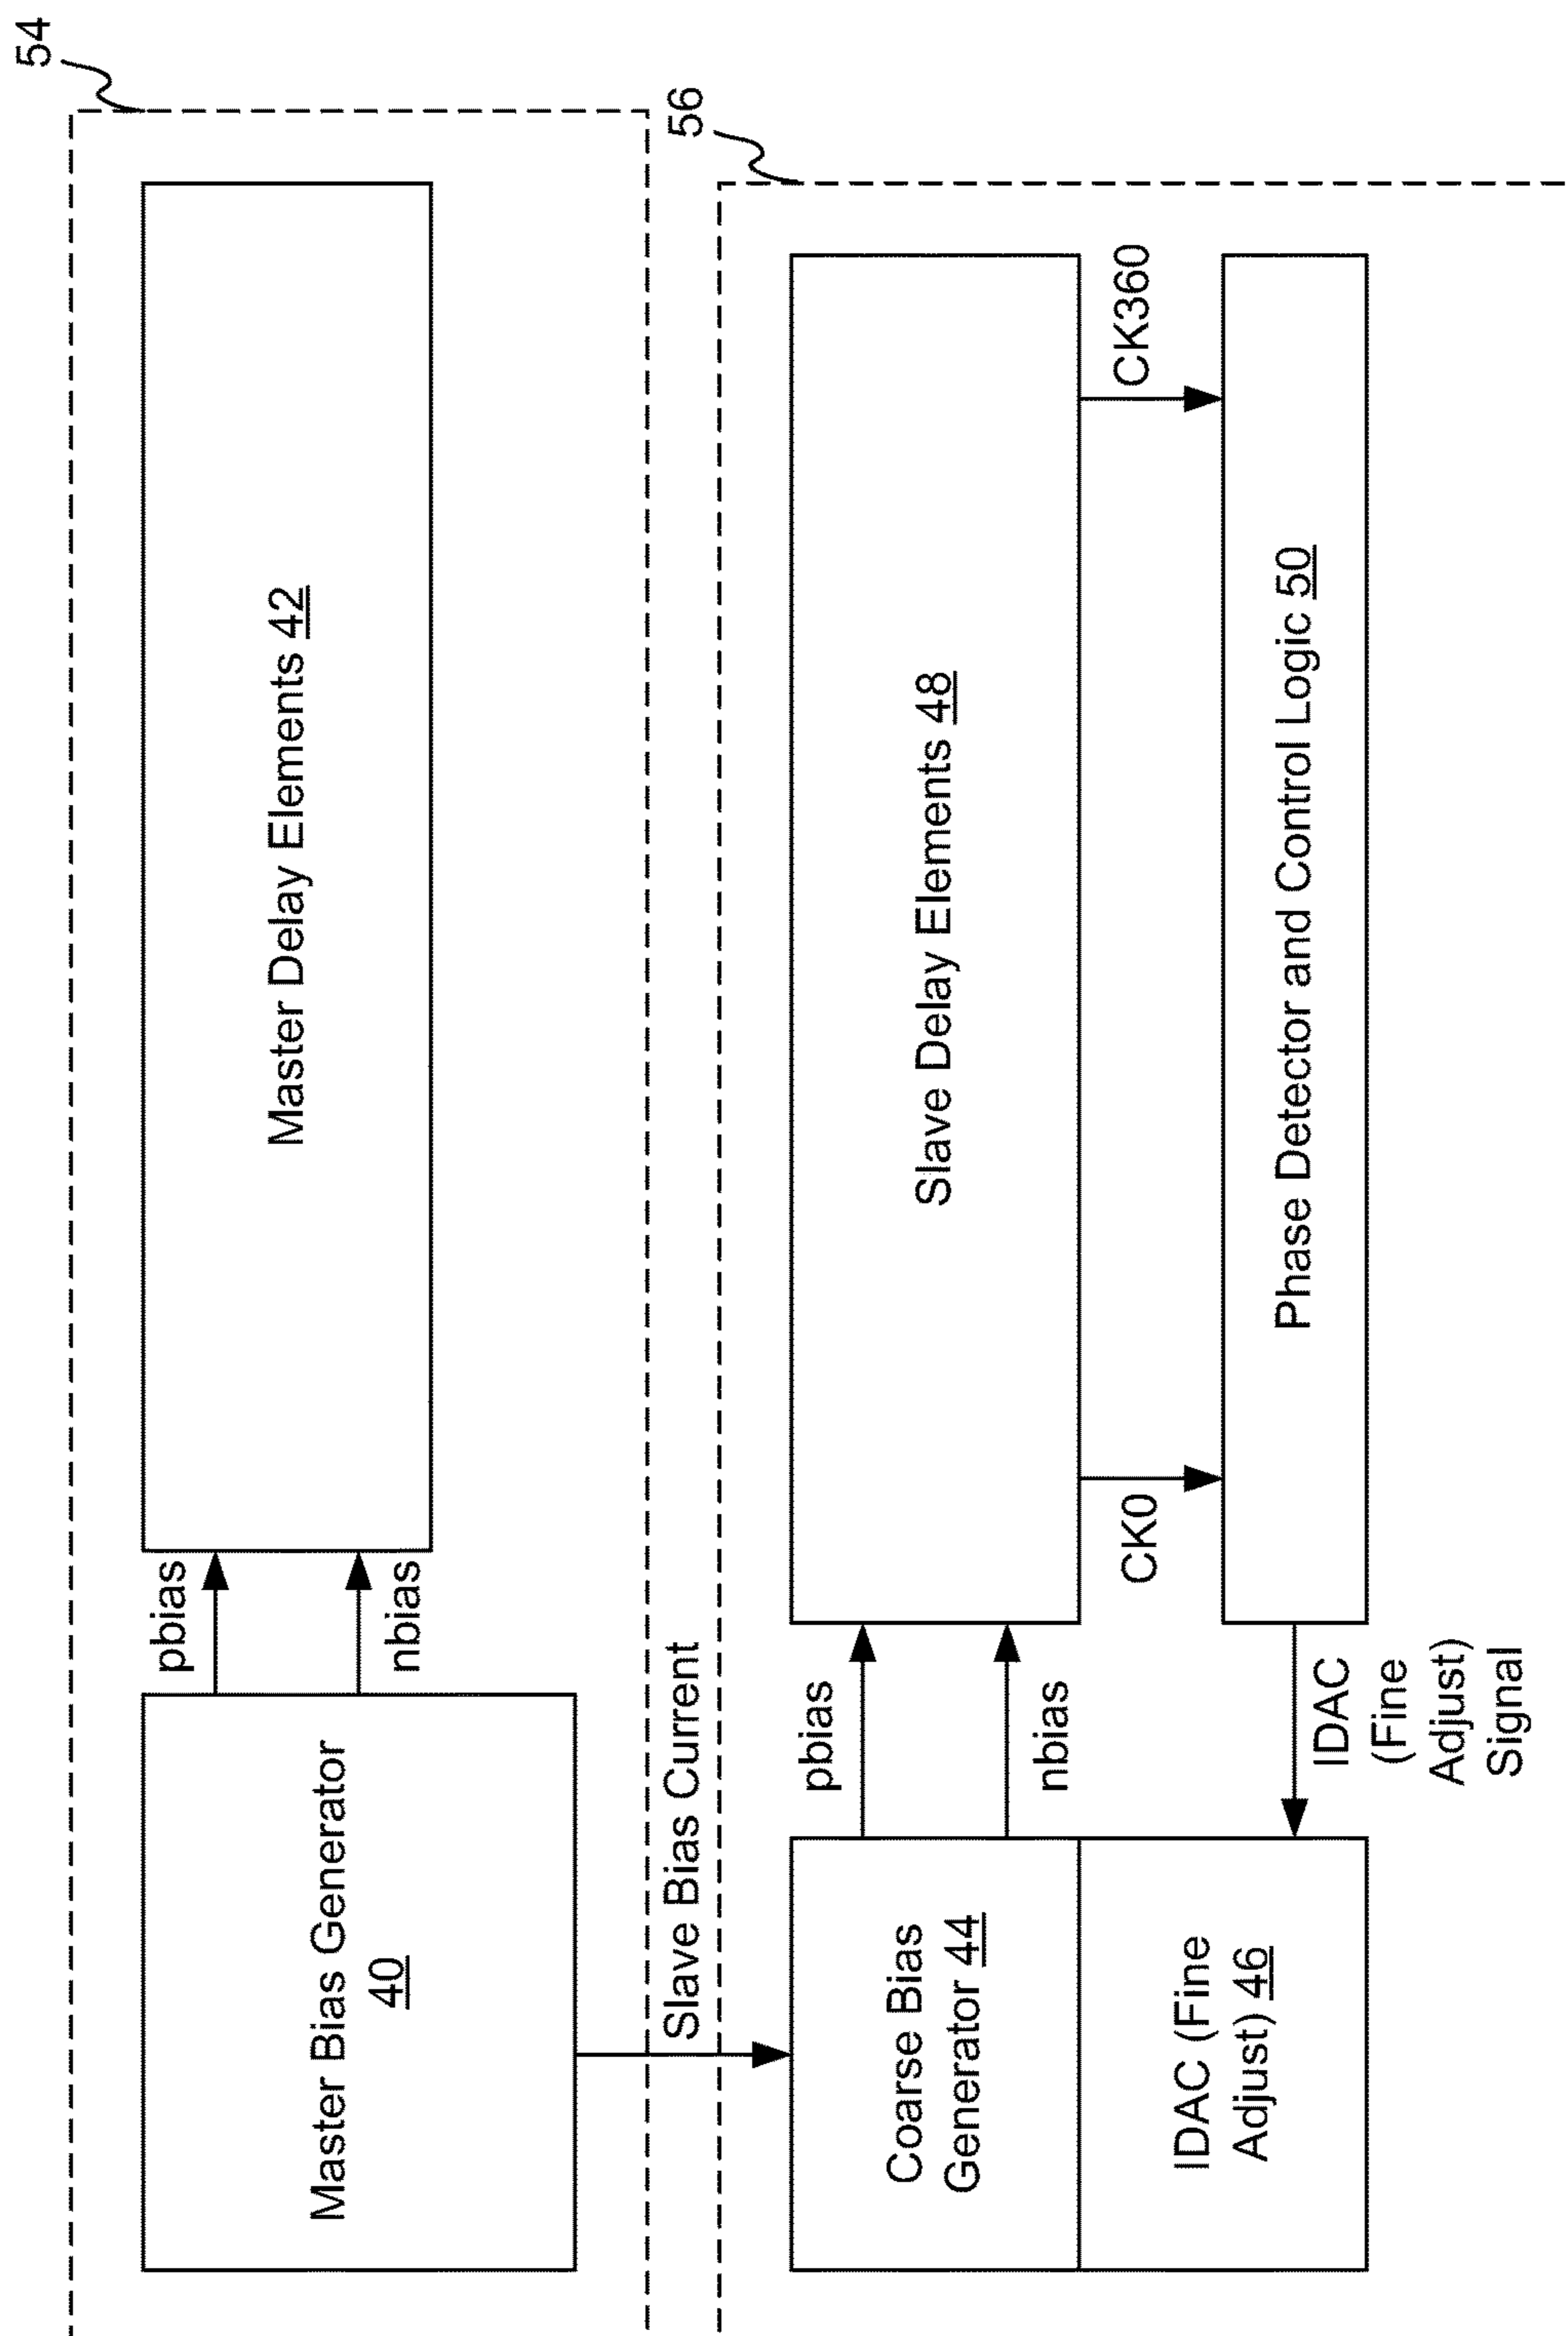 54
Master Bias Generator
40
pbias
nbias
Master Delay Elements 42
Slave Bias Current
56
Coarse Bias
Generator 44
pbias
nbias
Slave Delay Elements 48
IDAC (Fine
Adjust) 46
CK0
CK360
IDAC
(Fine
Adjust)
Signal
Phase Detector and Control Logic 50